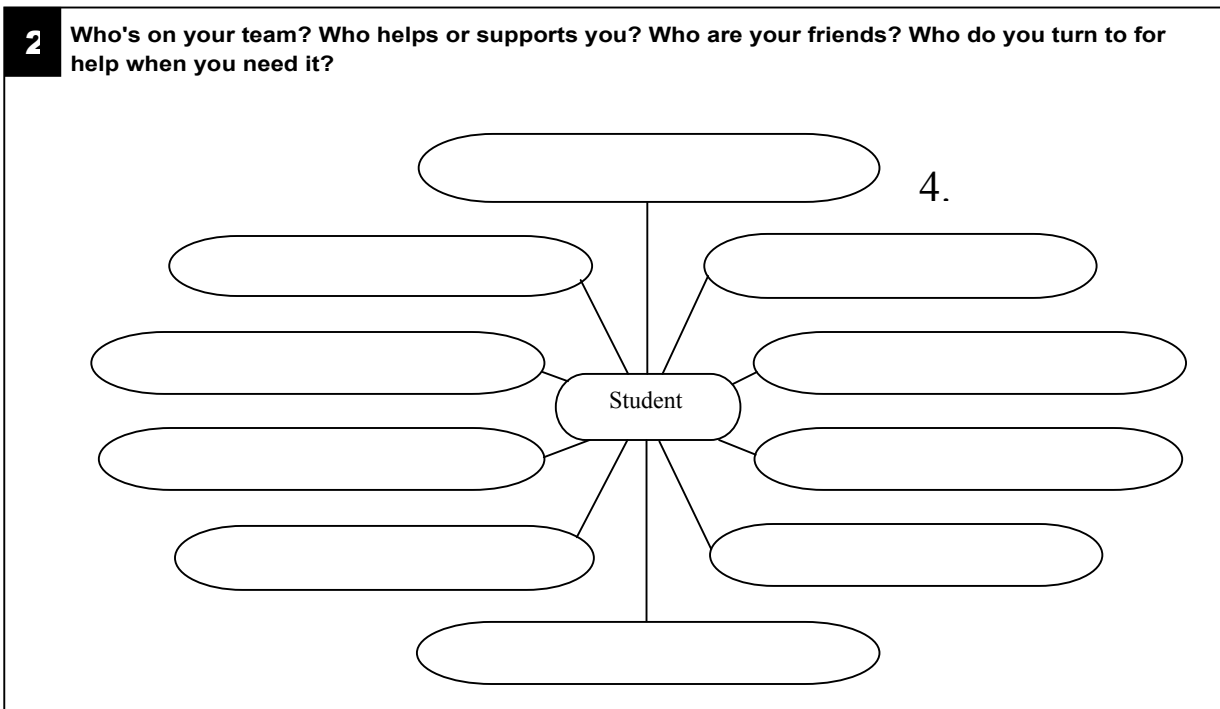 2
Who's on your team? Who helps or supports you? Who are your friends? Who do you turn to for
help when you need it?
4.
Student